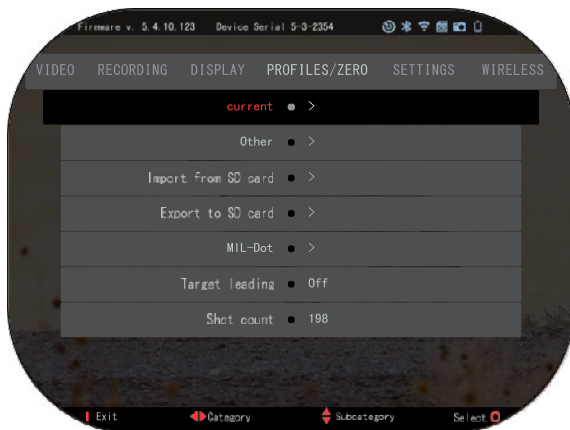 Firmware v. 5.4.10.123 Device Serial 5-3-2354
VIDEO RECORDING DISPLAY PROFILES/ZERO SETTINGS WIRELESS
current >
Other >
Import from SD card >
Export to SD card >
MIL-Dot >
Target leading Off
Shot count 198
Exit Category Subcategory Select